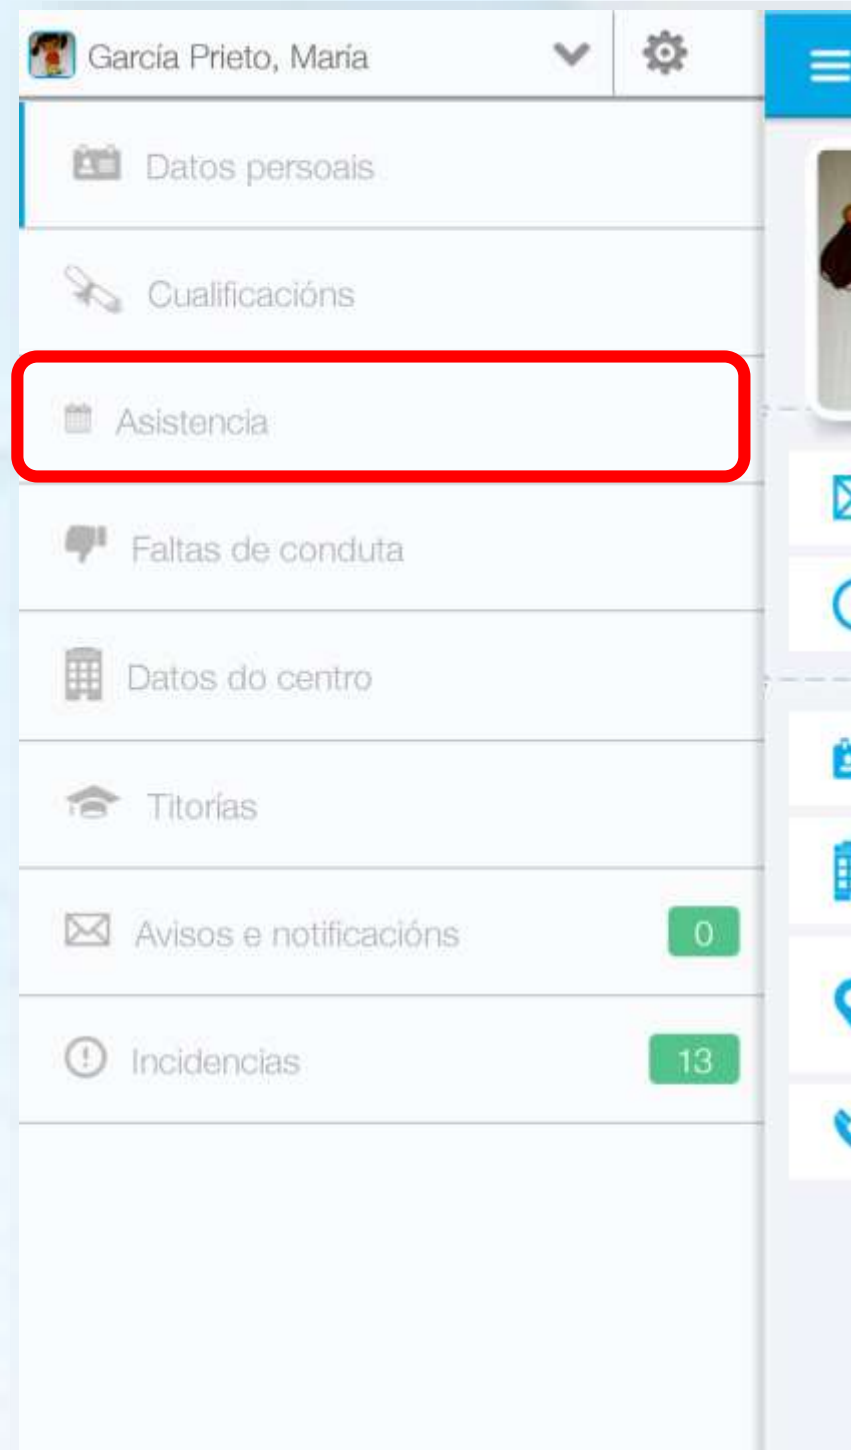 García Prieto, María
Datos persoais
Cualificacións
Asistencia
Faltas de conduta
Datos do centro
Titorías
Avisos e notificacións 0
Incidencias 13